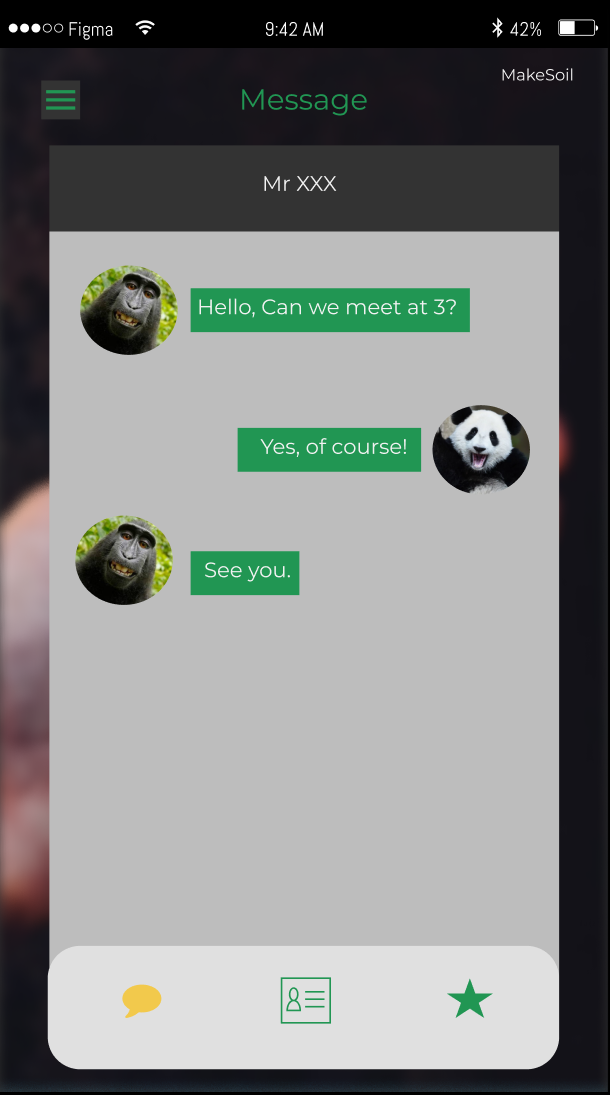 Figma 9:42 AM 42%
MakeSoil
Message
Mr XXX
Hello, Can we meet at 3?
Yes, of course!
See you.